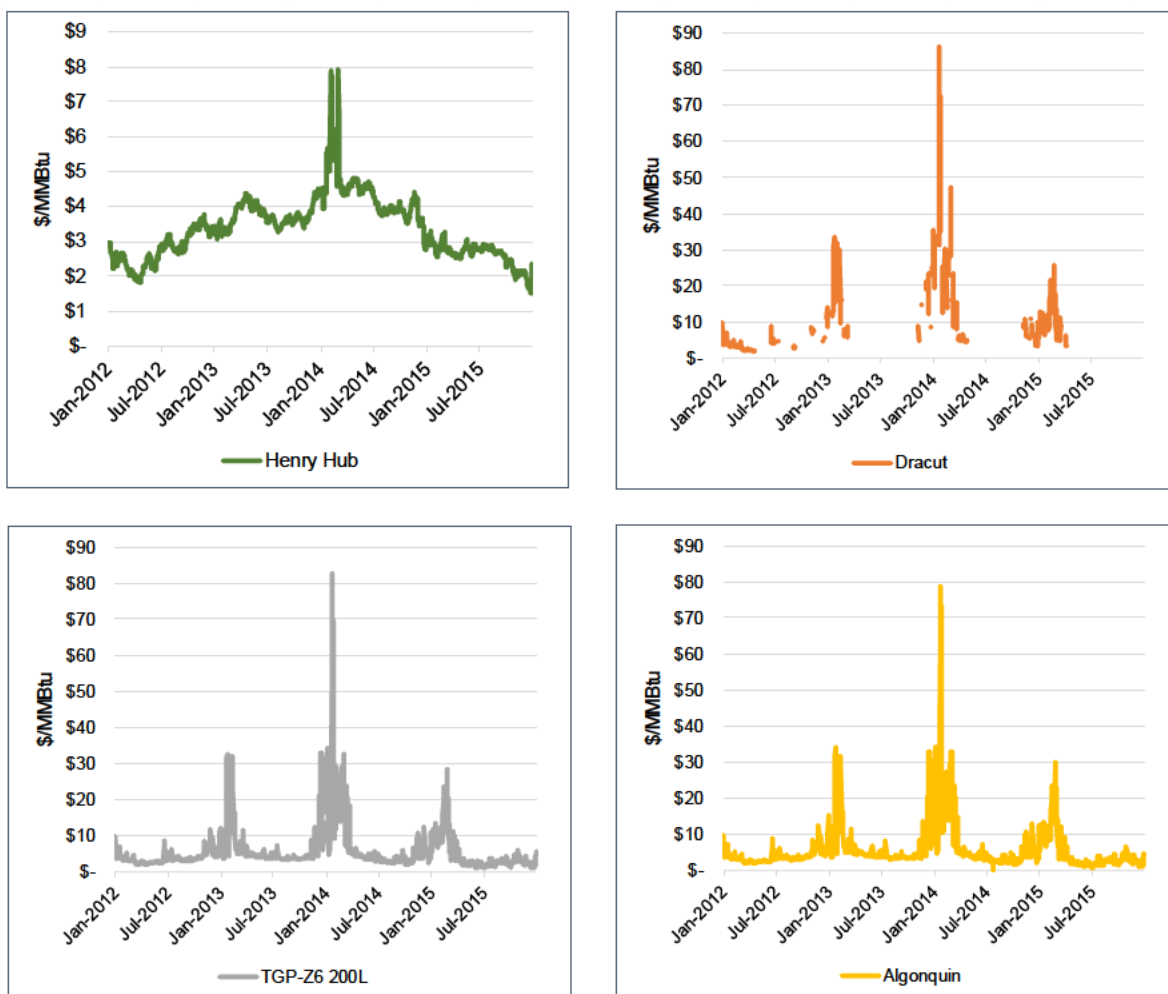 $9
$8
$7
$6
$5
$4
$3
$2
$1
$-
$/MMBtu
Jan-2012
Jul-2012
Jan-2013
Jul-2013
Jan-2014
Jul-2014
Jan-2015
Jul-2015
Henry Hub
$90
$80
$70
$60
$50
$40
$30
$20
$10
$-
$/MMBtu
Jan-2012
Jul-2012
Jan-2013
Jul-2013
Jan-2014
Jul-2014
Jan-2015
Jul-2015
Dracut
$90
$80
$70
$60
$50
$40
$30
$20
$10
$-
$/MMBtu
Jan-2012
Jul-2012
Jan-2013
Jul-2013
Jan-2014
Jul-2014
Jan-2015
Jul-2015
TGP-Z6 200L
$90
$80
$70
$60
$50
$40
$30
$20
$10
$-
$/MMBtu
Jan-2012
Jul-2012
Jan-2013
Jul-2013
Jan-2014
Jul-2014
Jan-2015
Jul-2015
Algonquin